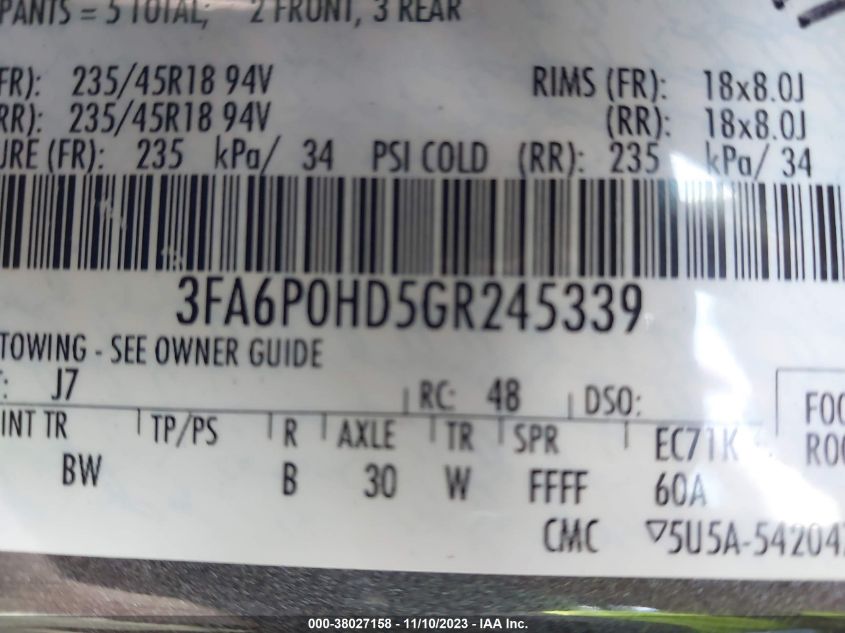 PANTS = 5 TOTAL; 2 FRONT, 3 REAR
FR): 235/45R18 94V RIMS (FR): 18x8.0J
RR): 235/45R18 94V (RR): 18x8.0J
URE (FR): 235 kPa/ 34 PSI COLD (RR): 235 kPa/ 34
3FA6P0HD5GR245339
TOWING - SEE OWNER GUIDE
T: J7 RC: 48 DSO:
INT TR TP/PS R AXLE TR SPR EC71K FOO
BW B 30 W FFFF 60A ROO
CMC ▽5U5A-542047
000-38027158 - 11/10/2023 - © IAA Inc.